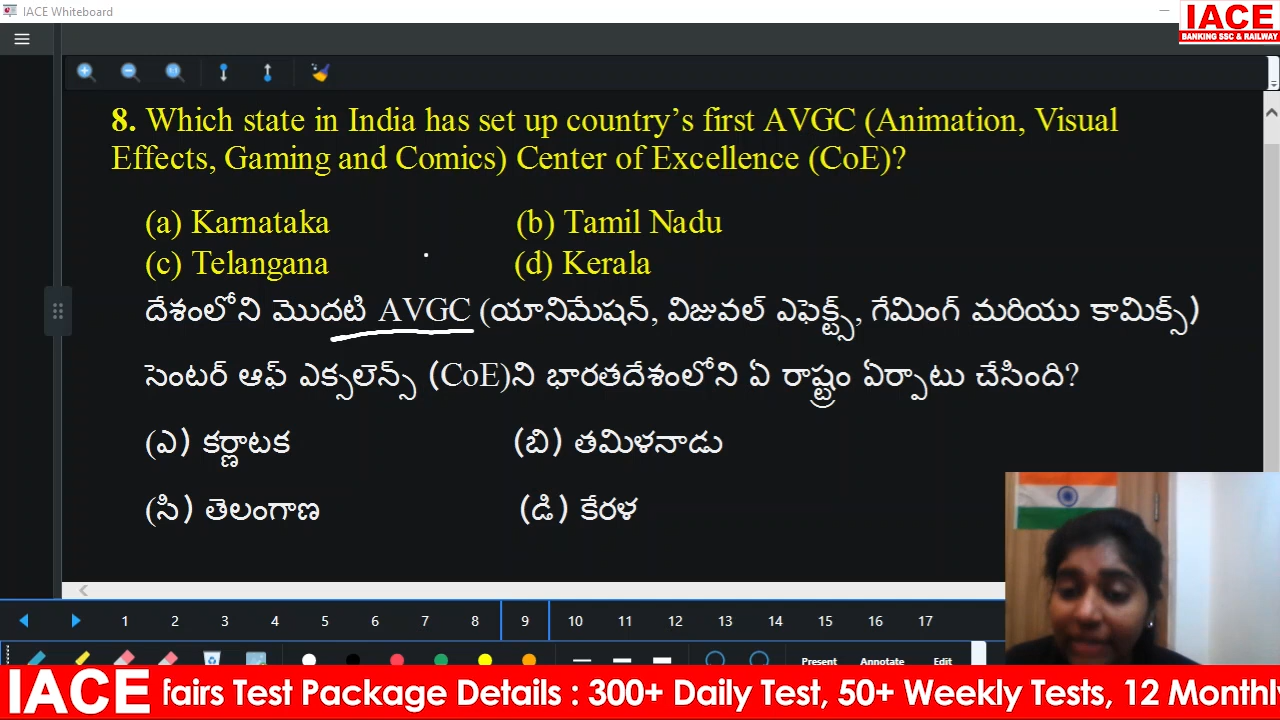 IACE Whiteboard
IACE
BANKING SSC & RAILWAY
8. Which state in India has set up country's first AVGC (Animation, Visual
Effects, Gaming and Comics) Center of Excellence (CoE)?
(a) Karnataka (b) Tamil Nadu
(c) Telangana (d) Kerala
దేశంలోని మొదటి AVGC (యానిమేషన్, విజువల్ ఎఫెక్ట్స్, గేమింగ్ మరియు కామిక్స్)
సెంటర్ ఆఫ్ ఎక్సలెన్స్ (CoE)ని భారతదేశంలోని ఏ రాష్ట్రం ఏర్పాటు చేసింది?
(ఎ) కర్ణాటక (బి) తమిళనాడు
(సి) తెలంగాణ (డి) కేరళ
1 2 3 4 5 6 7 8 9 10 11 12 13 14 15 16 17
Present Annotate Edit
IACE fairs Test Package Details : 300+ Daily Test, 50+ Weekly Tests, 12 Monthly